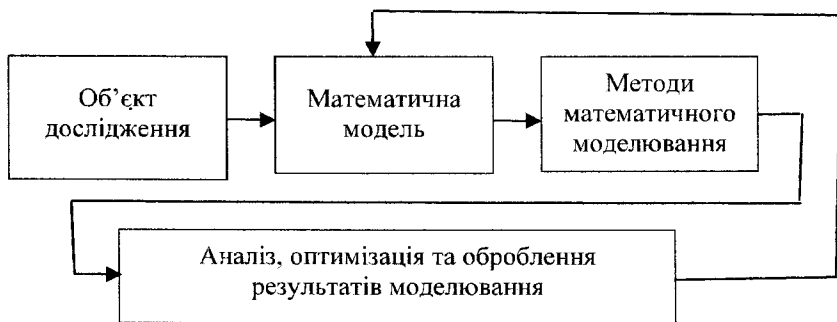 Об’єкт
дослідження
Математична
модель
Методи
математичного
моделювання
Аналіз, оптимізація та оброблення
результатів моделювання